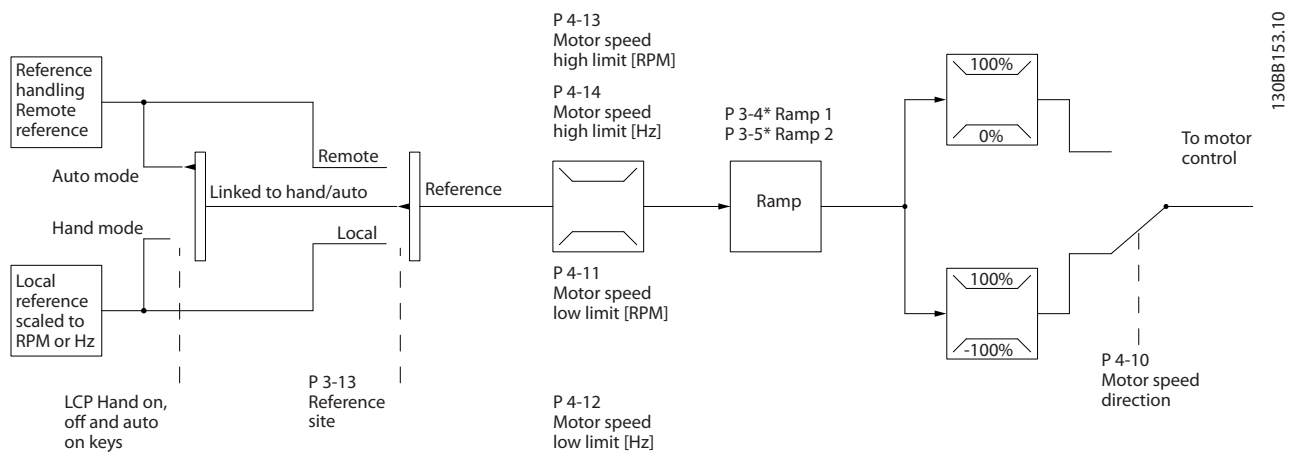 Reference
handling
Remote
reference
Auto mode
Hand mode
Local
reference
scaled to
RPM or Hz
LCP Hand on,
off and auto
on keys
Linked to hand/auto
Remote
Local
P 3-13
Reference
site
Reference
P 4-13
Motor speed
high limit [RPM]
P 4-14
Motor speed
high limit [Hz]
P 4-11
Motor speed
low limit [RPM]
P 4-12
Motor speed
low limit [Hz]
P 3-4* Ramp 1
P 3-5* Ramp 2
Ramp
100%
0%
100%
-100%
To motor
control
P 4-10
Motor speed
direction
130BB153.10